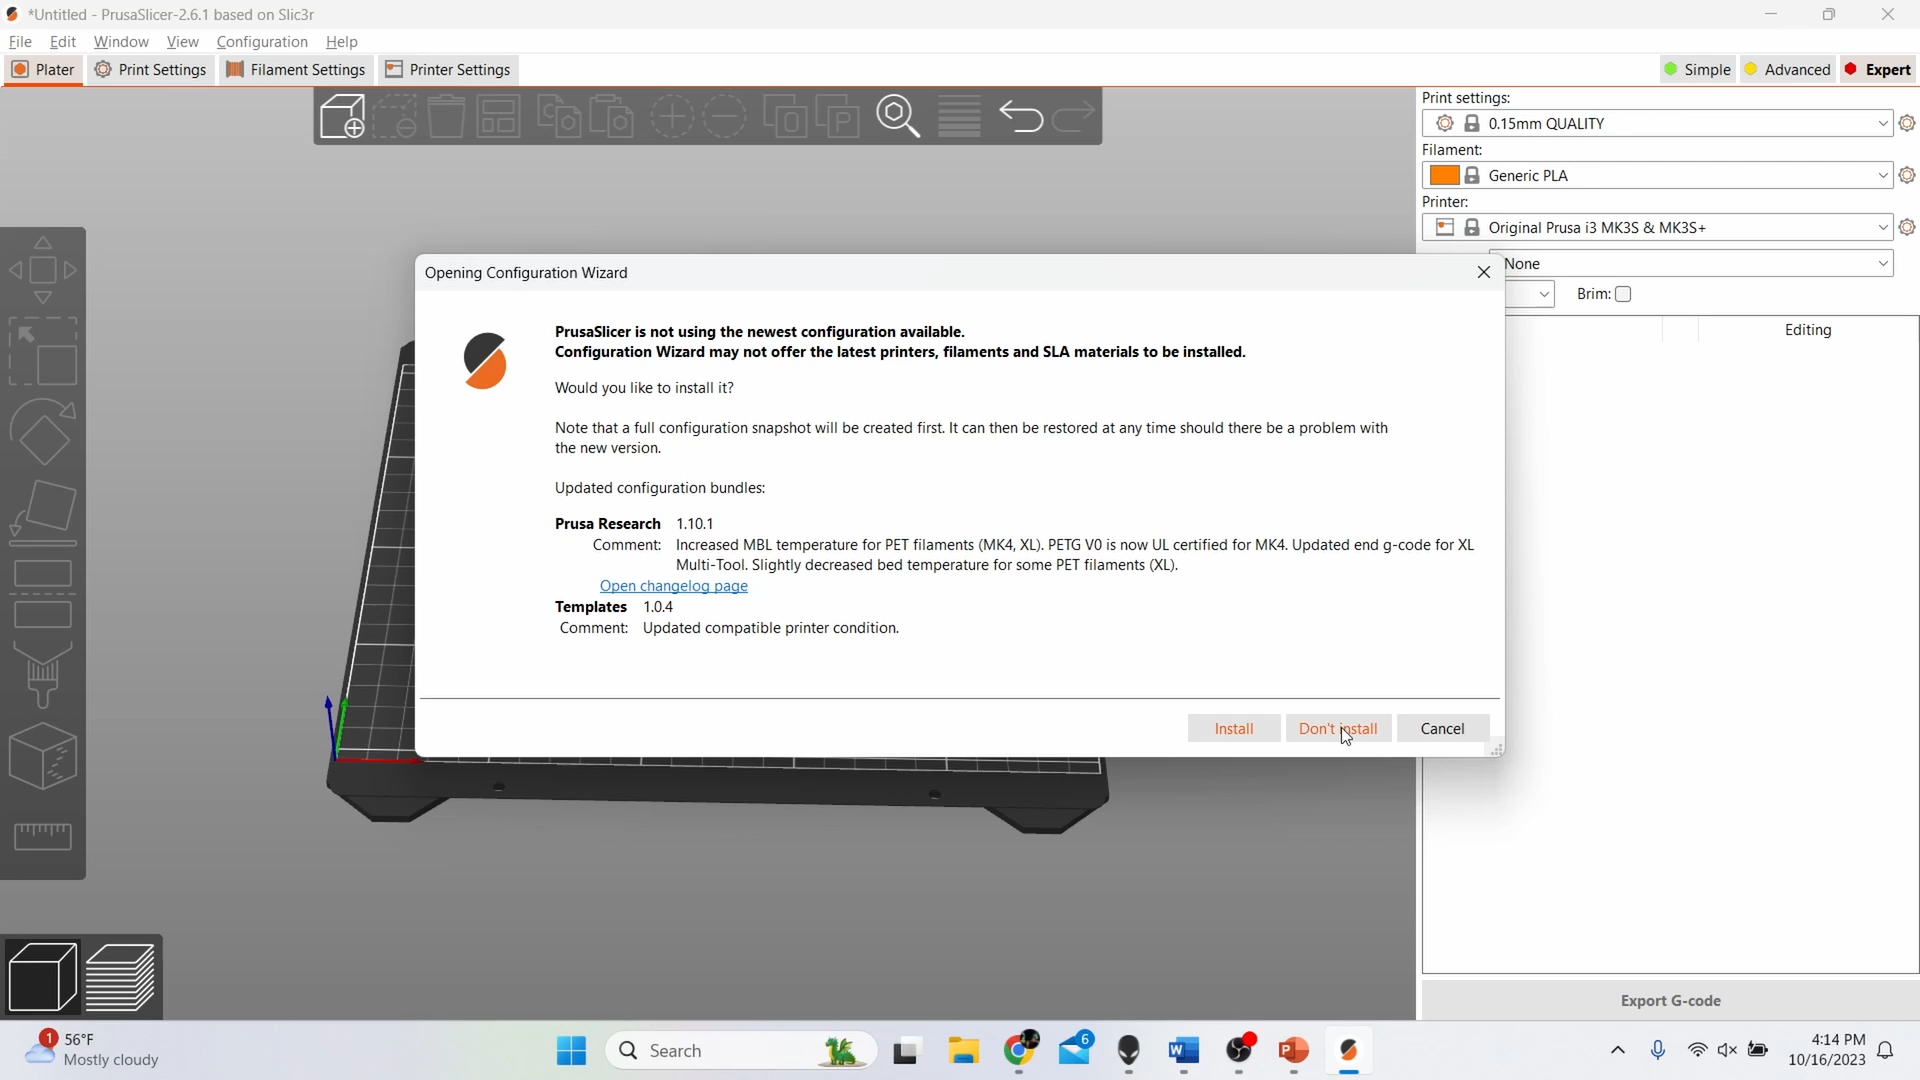 *Untitled - PrusaSlicer-2.6.1 based on Slic3r
File Edit Window View Configuration Help
Plater Print Settings Filament Settings Printer Settings Simple Advanced Expert
Print settings:
0.15mm QUALITY
Filament:
Generic PLA
Printer:
Original Prusa i3 MK3S & MK3S+
None
Brim:
Editing
Opening Configuration Wizard
PrusaSlicer is not using the newest configuration available.
Configuration Wizard may not offer the latest printers, filaments and SLA materials to be installed.
Would you like to install it?
Note that a full configuration snapshot will be created first. It can then be restored at any time should there be a problem with
the new version.
Updated configuration bundles:
Prusa Research 1.10.1
Comment: Increased MBL temperature for PET filaments (MK4, XL). PETG V0 is now UL certified for MK4. Updated end g-code for XL
Multi-Tool. Slightly decreased bed temperature for some PET filaments (XL).
Open changelog page
Templates 1.0.4
Comment: Updated compatible printer condition.
Install Don't install Cancel
Export G-code
1 56°F
Mostly cloudy
Search
6
4:14 PM
10/16/2023